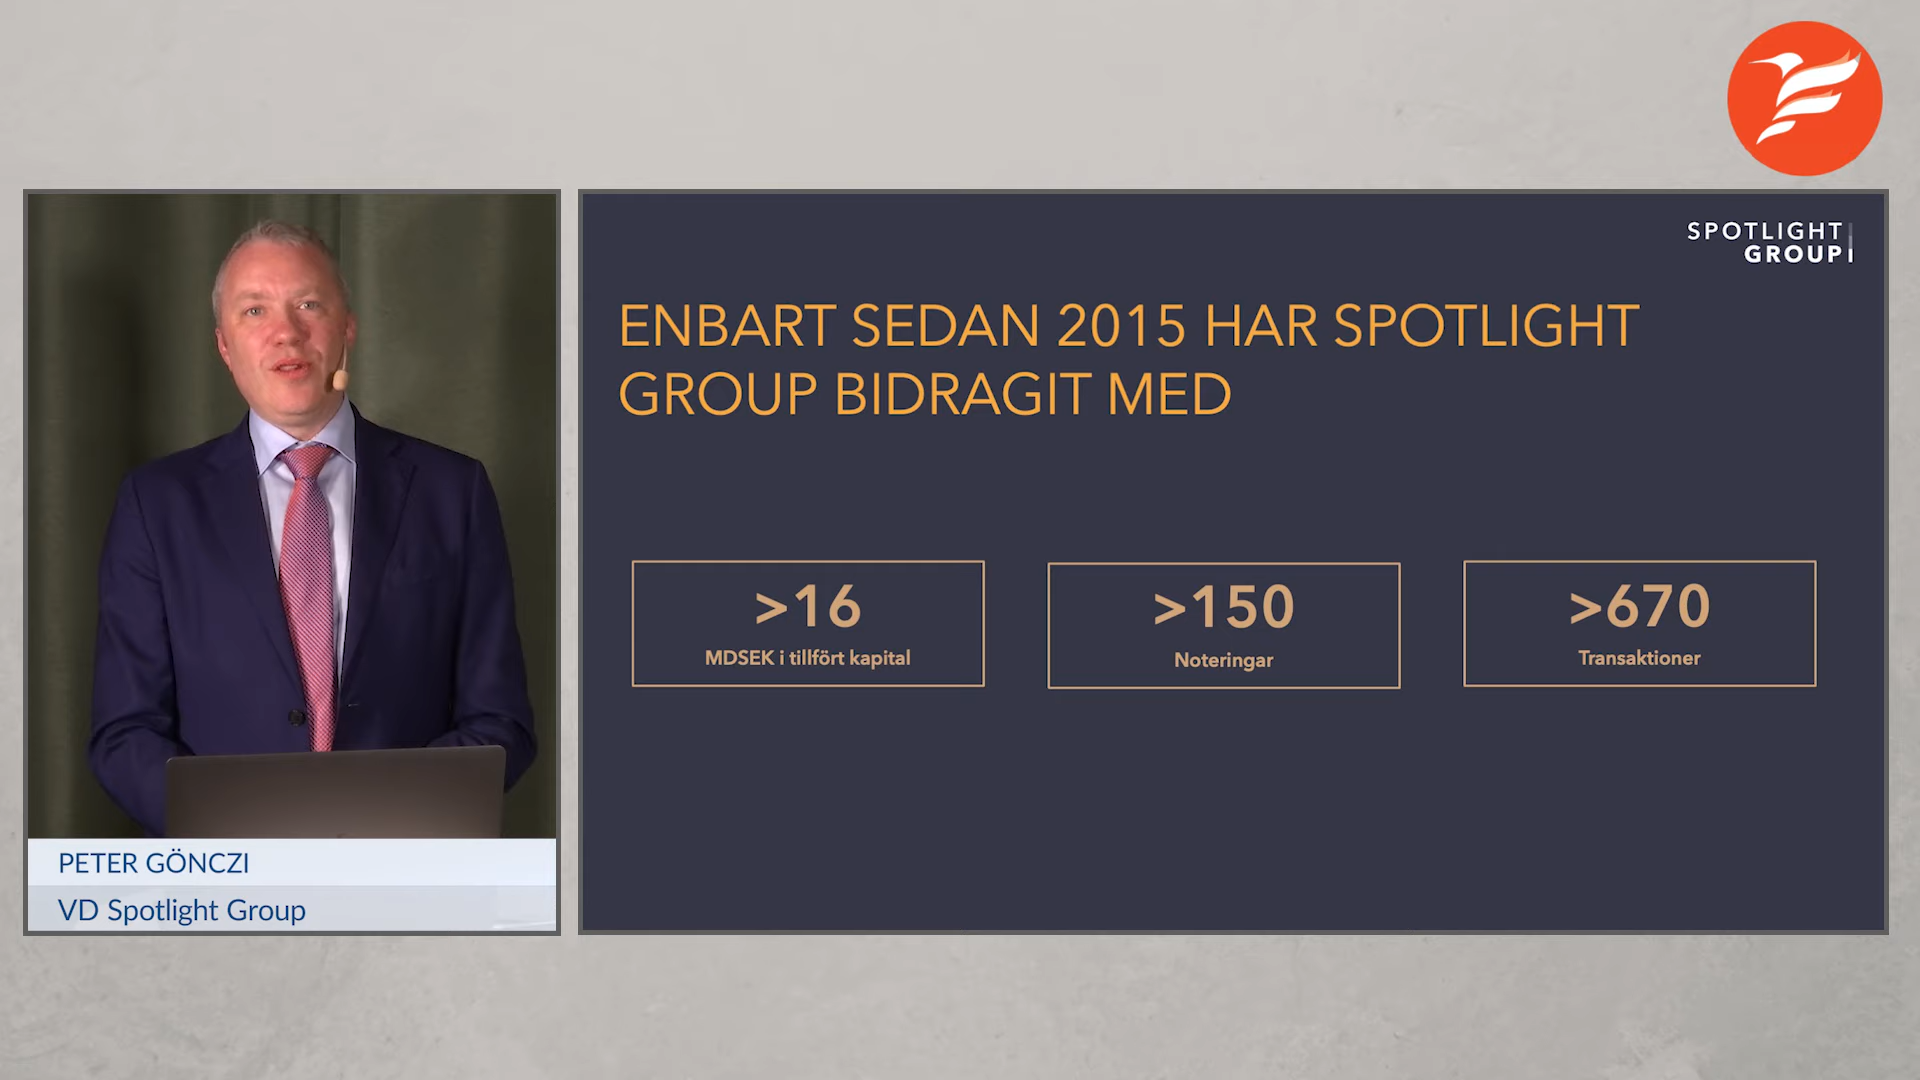 SPOTLIGHT
GROUP
ENBART SEDAN 2015 HAR SPOTLIGHT
GROUP BIDRAGIT MED
>16
MDSEK i tillfört kapital
>150
Noteringar
>670
Transaktioner
PETER GÖNCZI
VD Spotlight Group